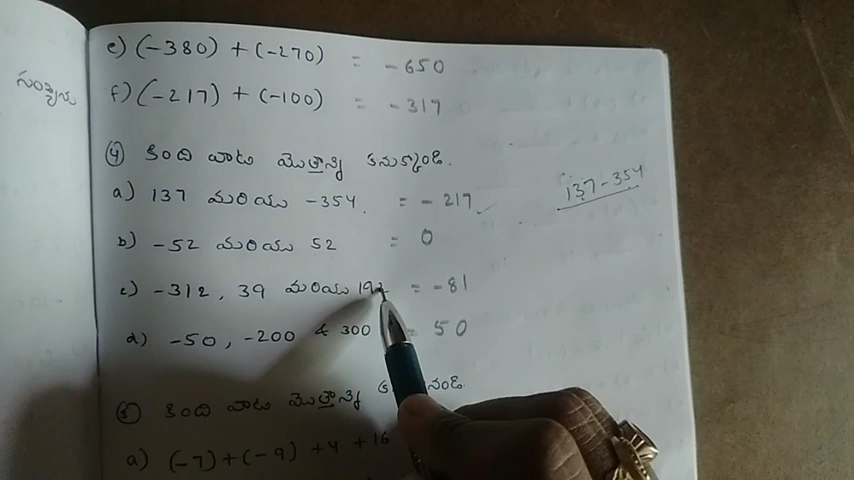 సంఖ్యలు
e) (-380) + (-270) = -650
f) (-217) + (-100) = -317
④ కింది వాటి మొత్తాన్ని కనుక్కోండి.
a) 137 మరియు -354. = -217 ✓
137-354
b) -52 మరియు 52 = 0
c) -312, 39 మరియు 192 = -81
d) -50, -200 & 300 = 50
⑤ కింది వాటి మొత్తాన్ని
a) (-7) + (-9) + 4 + 16